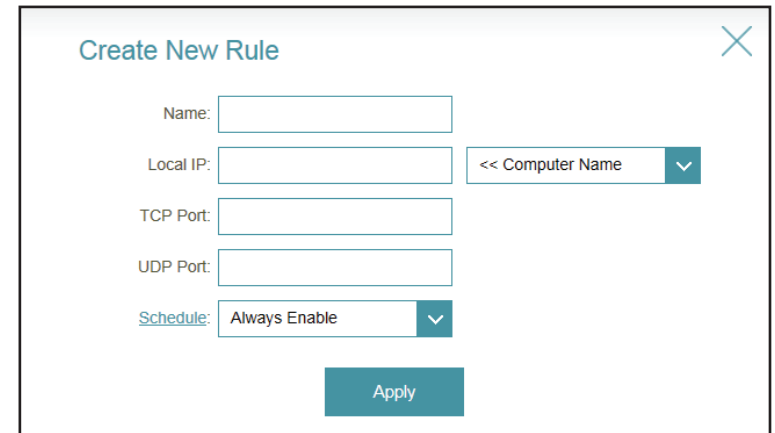 Create New Rule
Name:
Local IP: << Computer Name
TCP Port:
UDP Port:
Schedule: Always Enable
Apply